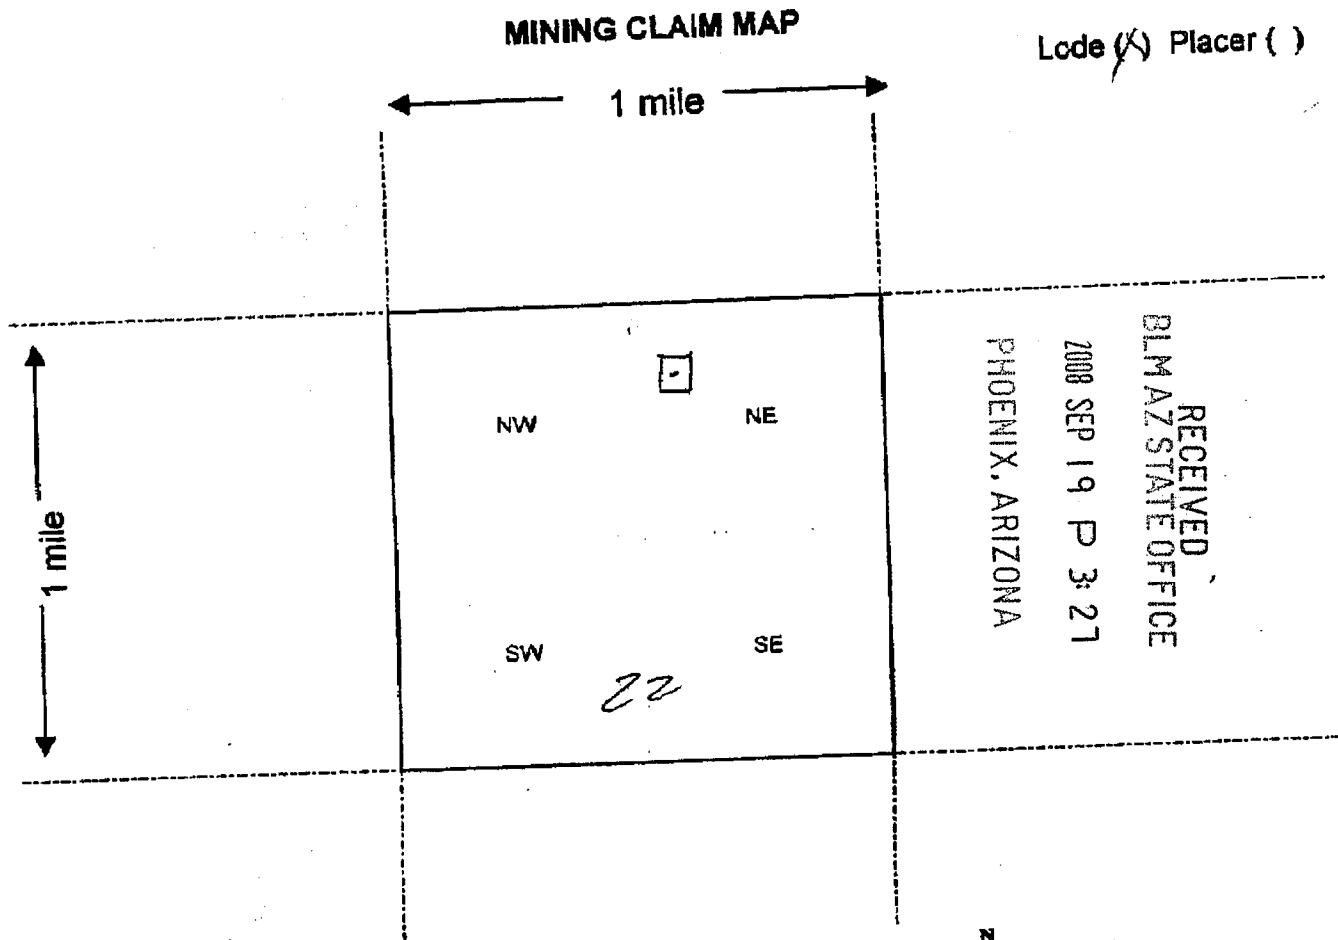 MINING CLAIM MAP
Lode (X) Placer ( )
1 mile
1 mile
NW
NE
SW
SE
22
RECEIVED
BLM AZ STATE OFFICE
2008 SEP 19 P 3:27
PHOENIX, ARIZONA
N